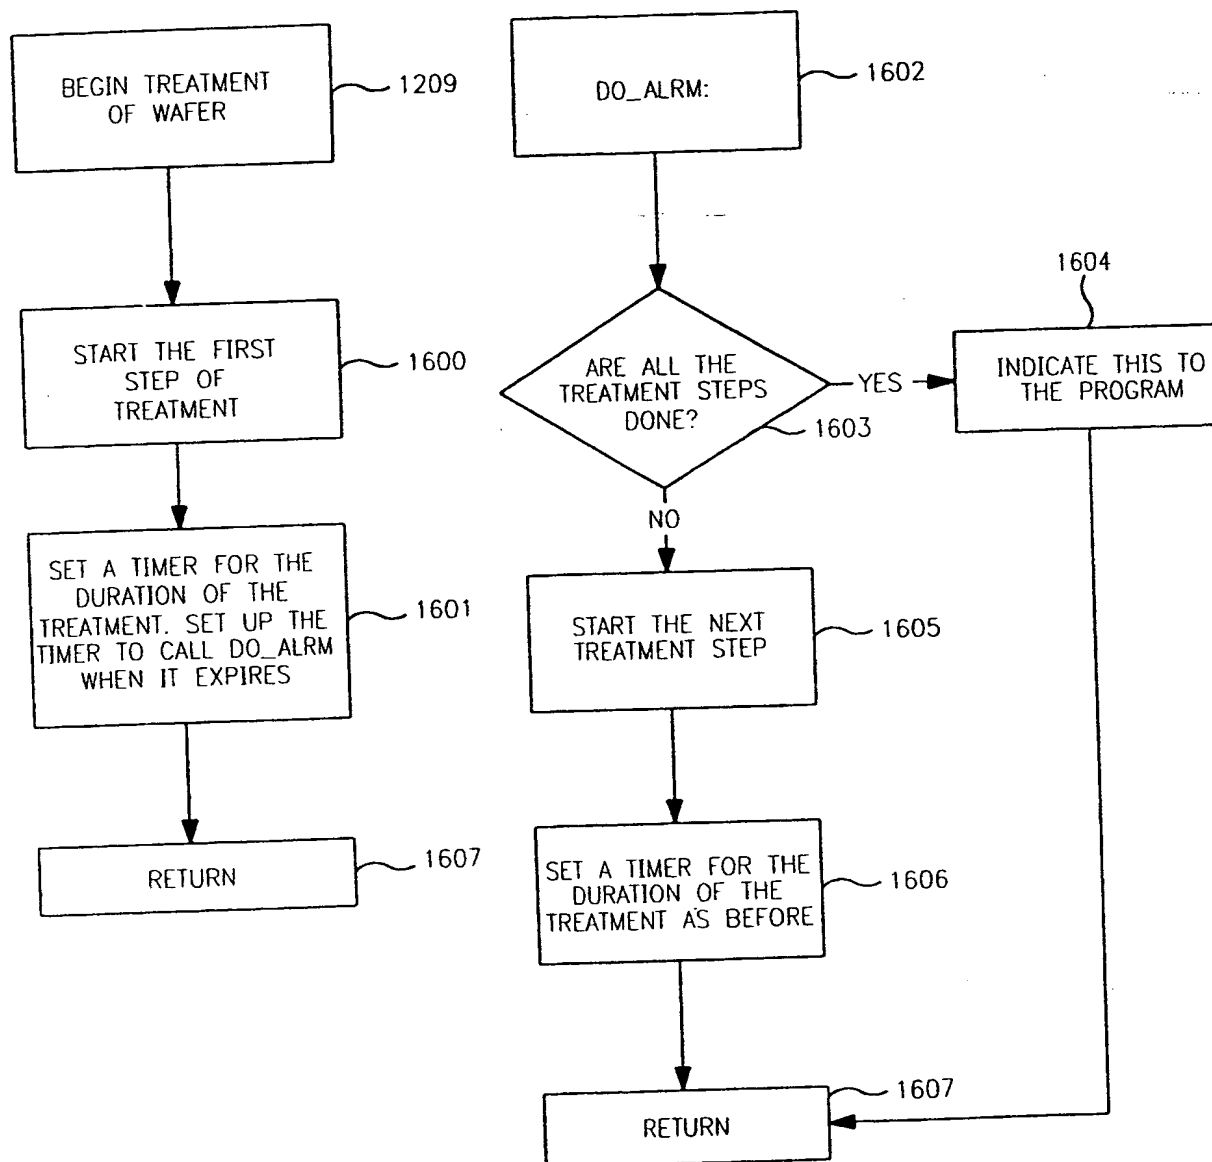 BEGIN TREATMENT
OF WAFER
1209
START THE FIRST
STEP OF
TREATMENT
1600
SET A TIMER FOR THE
DURATION OF THE
TREATMENT. SET UP THE
TIMER TO CALL DO_ALRM
WHEN IT EXPIRES
1601
RETURN
1607
DO_ALRM:
1602
ARE ALL THE
TREATMENT STEPS
DONE?
1603
YES
1604
INDICATE THIS TO
THE PROGRAM
NO
START THE NEXT
TREATMENT STEP
1605
SET A TIMER FOR THE
DURATION OF THE
TREATMENT AS BEFORE
1606
RETURN
1607